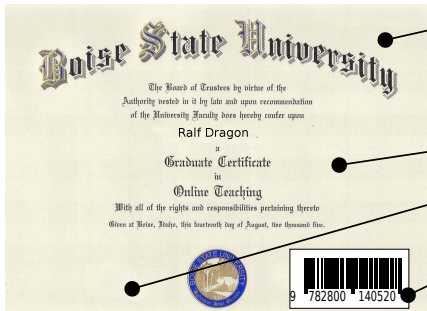 Boise State University
The Board of Trustees by virtue of the
Authority vested in it by law and upon recommendation
of the University Faculty does hereby confer upon
Ralf Dragon
a
Graduate Certificate
in
Online Teaching
With all of the rights and responsibilities pertaining thereto
Given at Boise, Idaho, this fourteenth day of August, two thousand five.
BOISE STATE UNIVERSITY
9 782800 140520